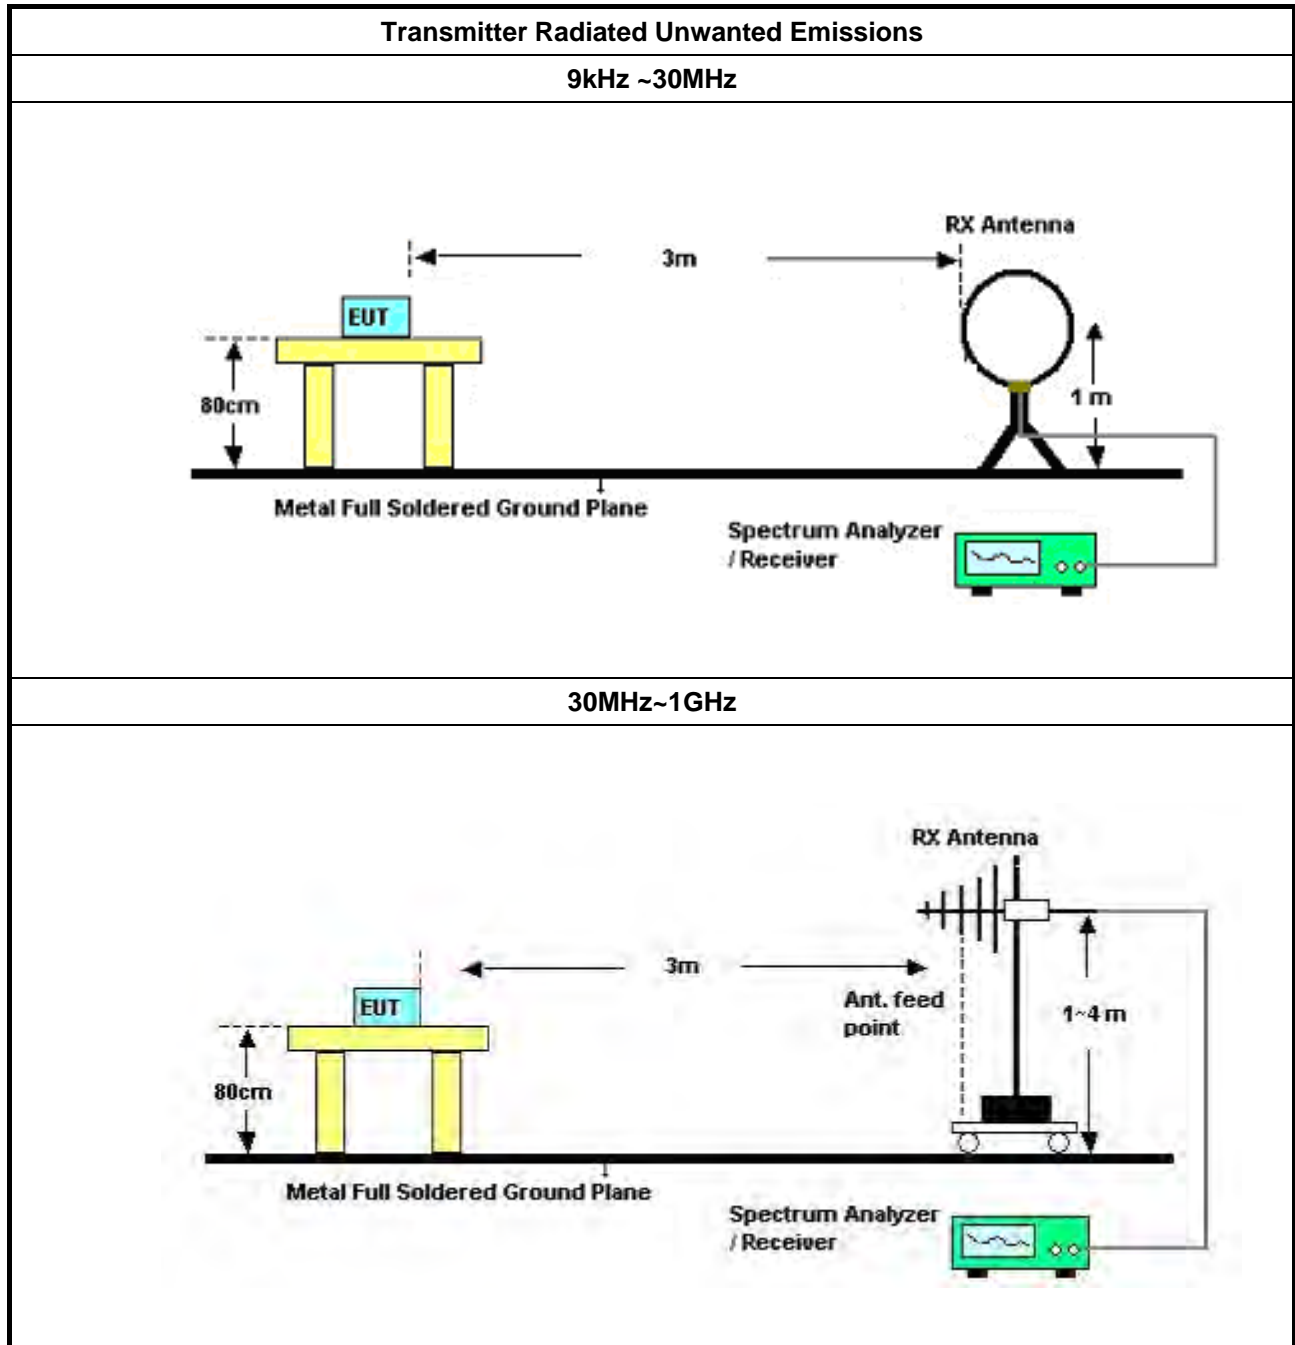 Transmitter Radiated Unwanted Emissions
9kHz ~30MHz
RX Antenna
3m
EUT
80cm
1 m
Metal Full Soldered Ground Plane
Spectrum Analyzer
/ Receiver
30MHz~1GHz
RX Antenna
3m
Ant. feed
point
EUT
1~4 m
80cm
Metal Full Soldered Ground Plane
Spectrum Analyzer
/ Receiver